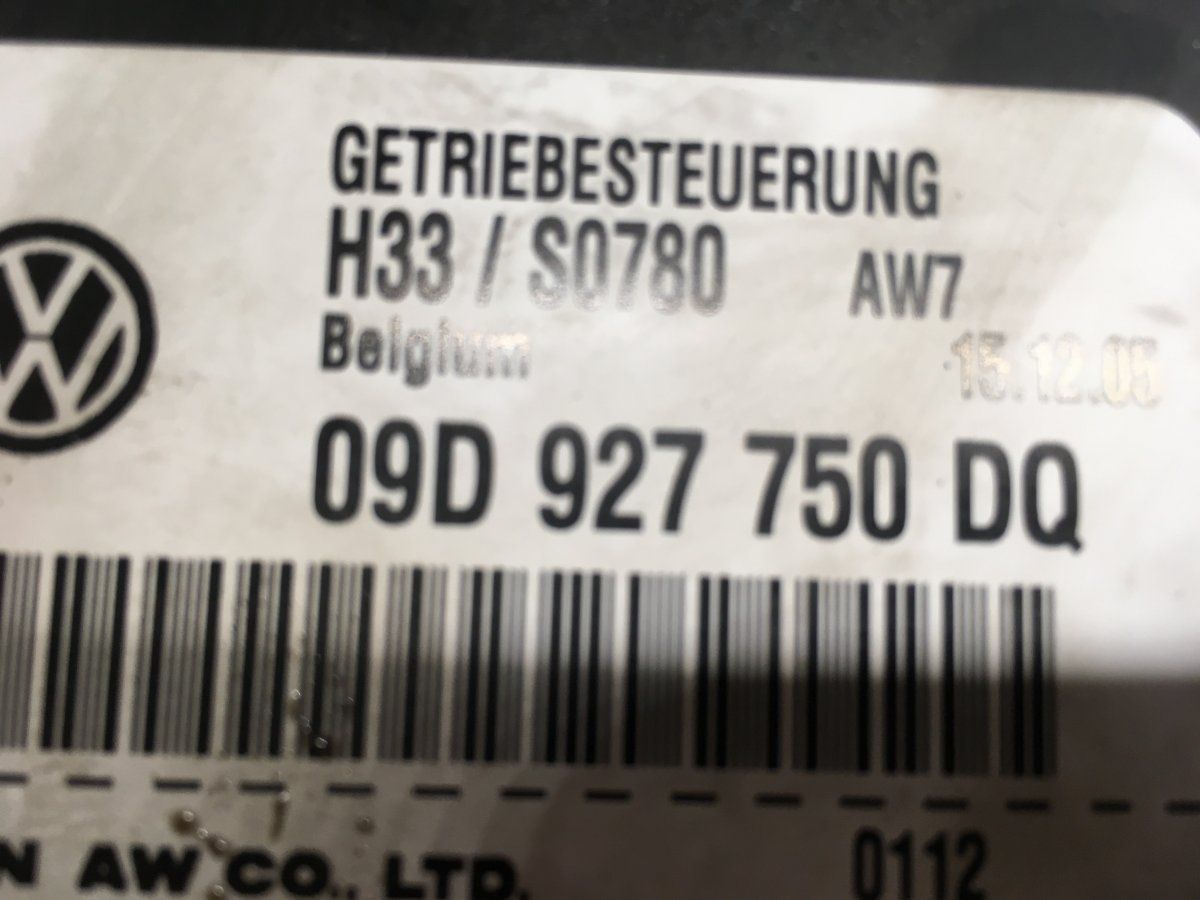 GETRIEBESTEUERUNG
H33 / S0780 AW7
Belgium 15.12.05
09D 927 750 DQ
N AW CO., LTD. 0112